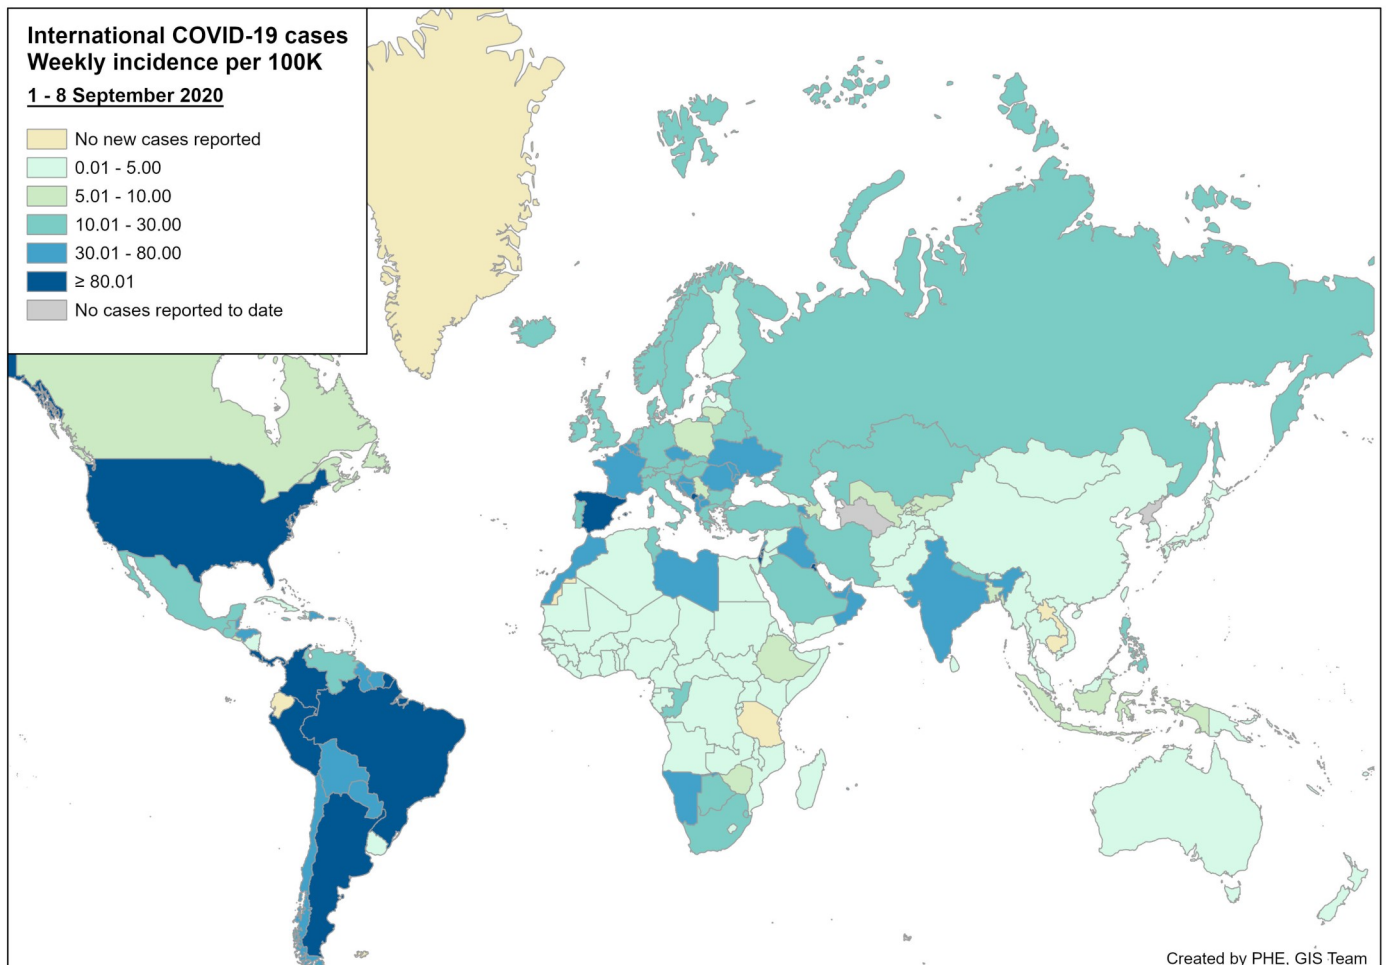 International COVID-19 cases
Weekly incidence per 100K
1 - 8 September 2020
No new cases reported
0.01 - 5.00
5.01 - 10.00
10.01 - 30.00
30.01 - 80.00
≥ 80.01
No cases reported to date
Created by PHE, GIS Team